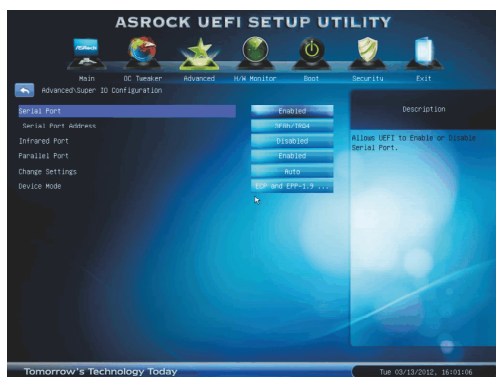 ASROCK UEFI SETUP UTILITY
ASRock
Main OC Tweaker Advanced H/W Monitor Boot Security Exit
Advanced\Super IO Configuration
Description
Serial Port Enabled
Serial Port Address 3F8h/IRQ4
Allows UEFI to Enable or Disable
Serial Port.
Infrared Port Disabled
Parallel Port Enabled
Change Settings Auto
Device Mode ECP and EPP-1.9 ...
Tomorrow's Technology Today
Tue 03/13/2012, 16:01:06